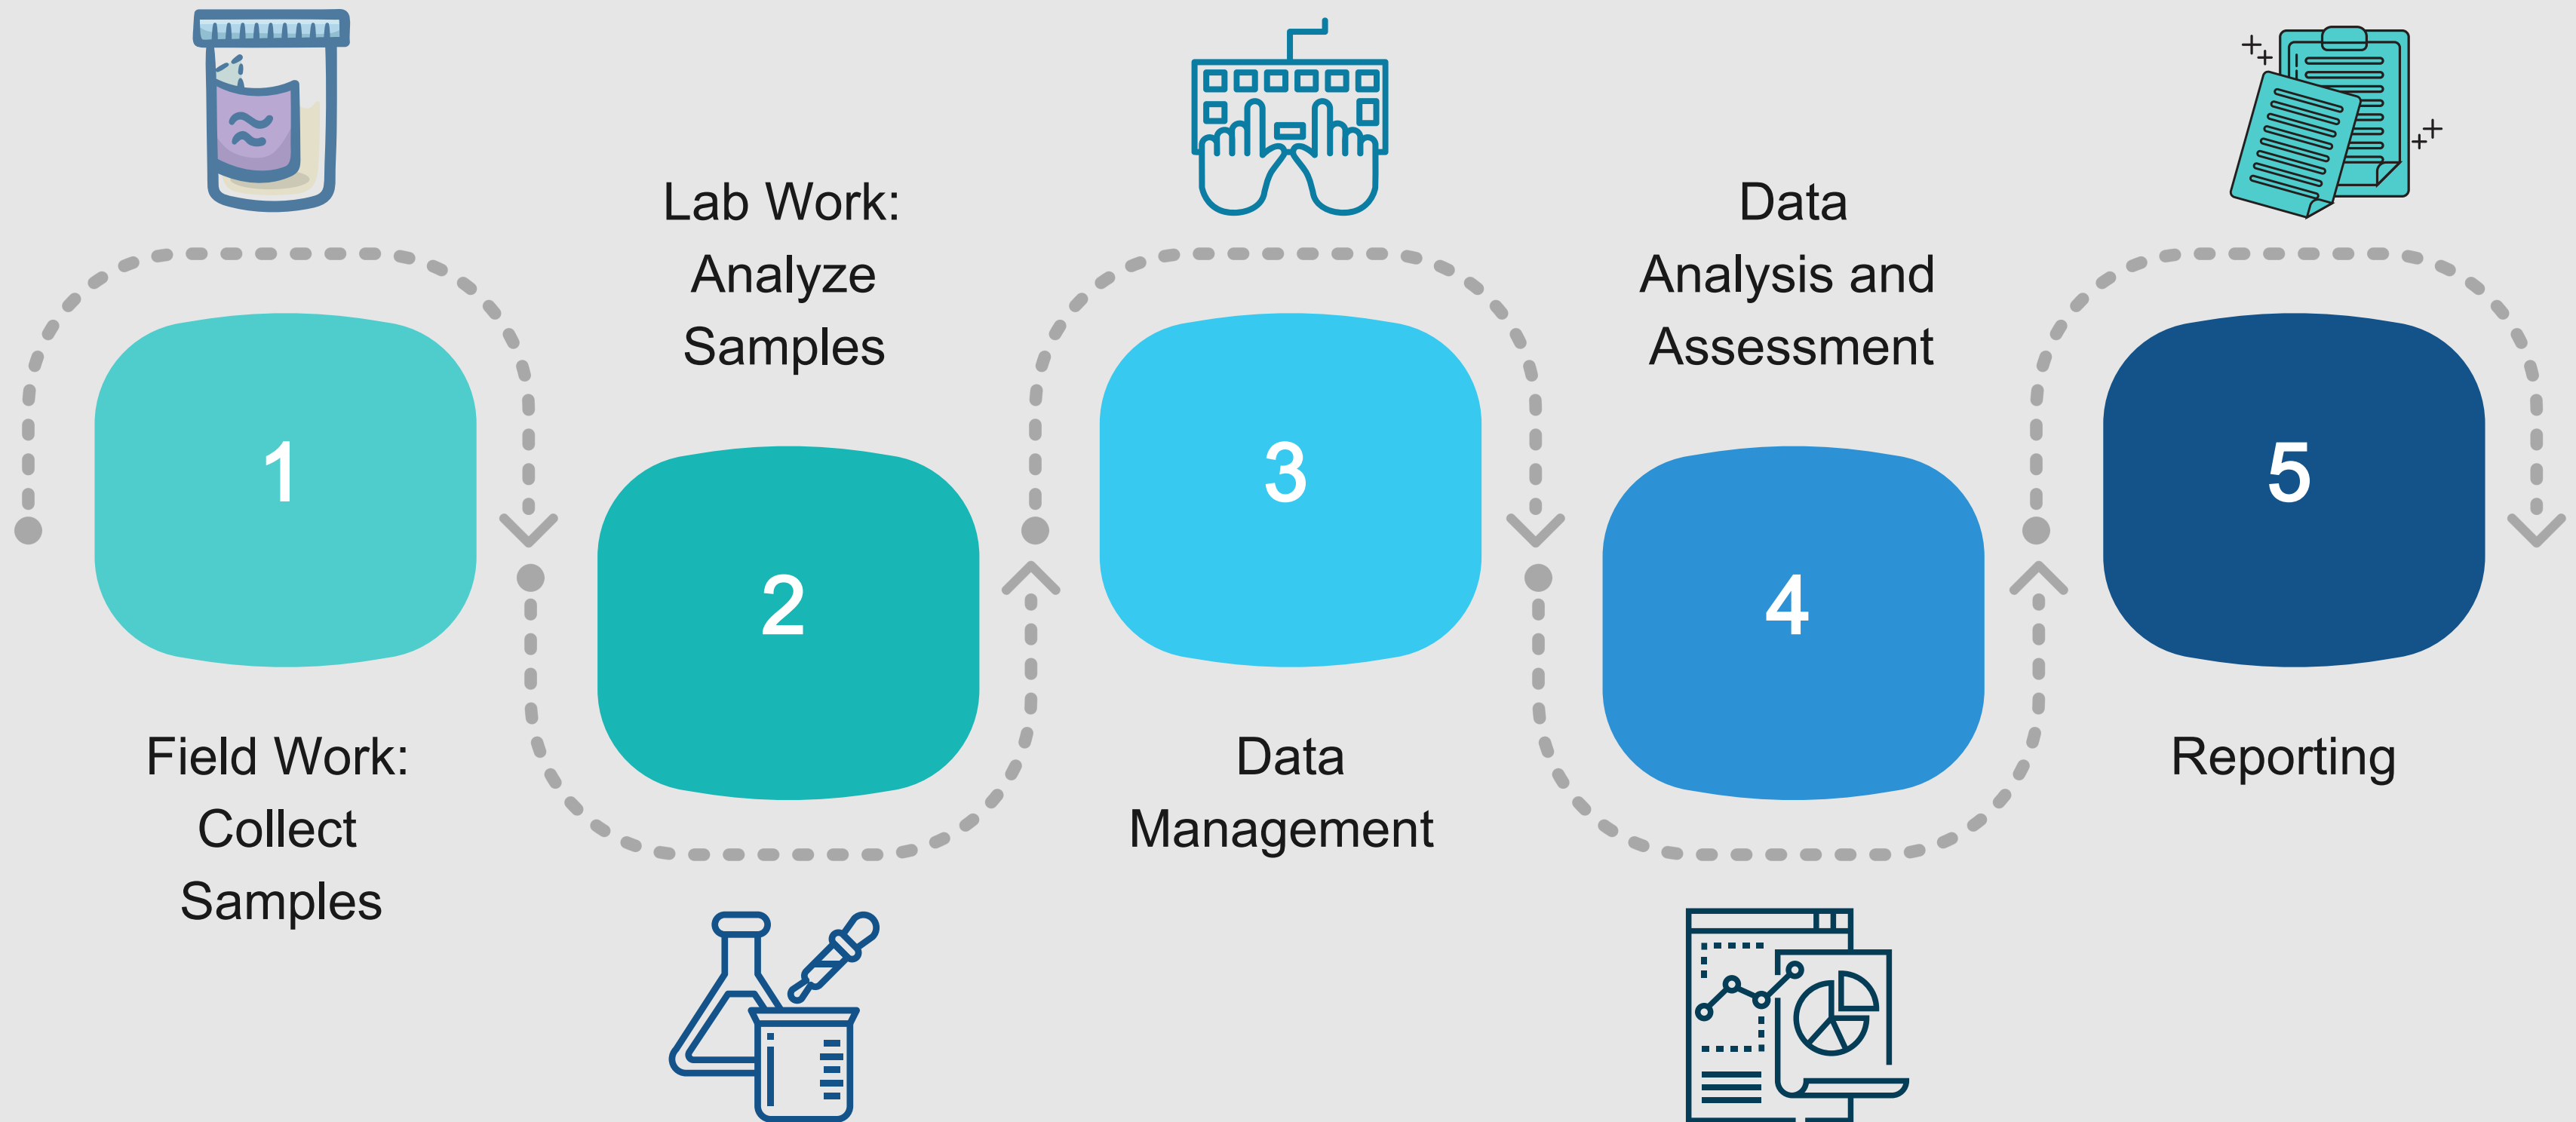 1
Field Work:
Collect
Samples
Lab Work:
Analyze
Samples
2
3
Data
Management
Data
Analysis and
Assessment
4
5
Reporting